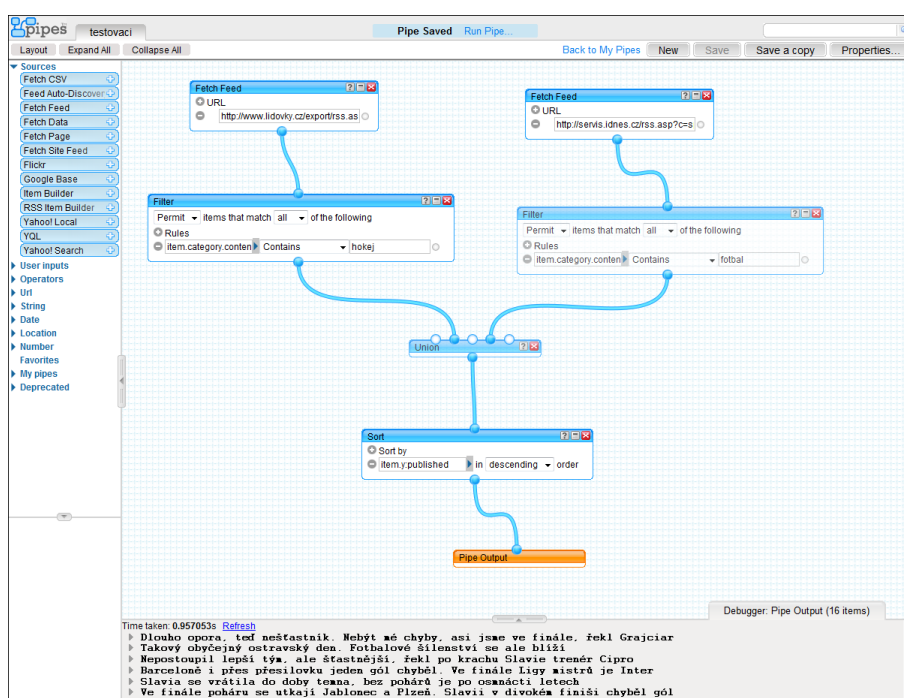 pipes
testovaci
Pipe Saved Run Pipe...
Layout Expand All Collapse All
Back to My Pipes New Save Save a copy Properties...
Sources
Fetch CSV
Feed Auto-Discover
Fetch Feed
Fetch Data
Fetch Page
Fetch Site Feed
Flickr
Google Base
Item Builder
RSS Item Builder
Yahoo! Local
YQL
Yahoo! Search
User inputs
Operators
Url
String
Date
Location
Number
Favorites
My pipes
Deprecated
Fetch Feed
URL
http://www.lidovky.cz/export/rss.as
Fetch Feed
URL
http://servis.idnes.cz/rss.asp?c=s
Filter
Permit items that match all of the following
Rules
item.category.conten Contains hokej
Filter
Permit items that match all of the following
Rules
item.category.conten Contains fotbal
Union
Sort
Sort by
item.y:published in descending order
Pipe Output
Debugger: Pipe Output (16 items)
Time taken: 0.957053s Refresh
Dlouho opora, teď nešťastník. Nebýt mé chyby, asi jsme ve finále, řekl Grajciar
Takový obyčejný ostravský den. Fotbalové šílenství se ale blíží
Nepostoupil lepší tým, ale šťastnější, řekl po krachu Slavie trenér Cipro
Barceloně i přes přesilovku jeden gól chyběl. Ve finále Ligy mistrů je Inter
Slavia se vrátila do doby temna, bez pohárů je po osmnácti letech
Ve finále poháru se utkají Jablonec a Plzeň. Slavii v divokém finiši chyběl gól